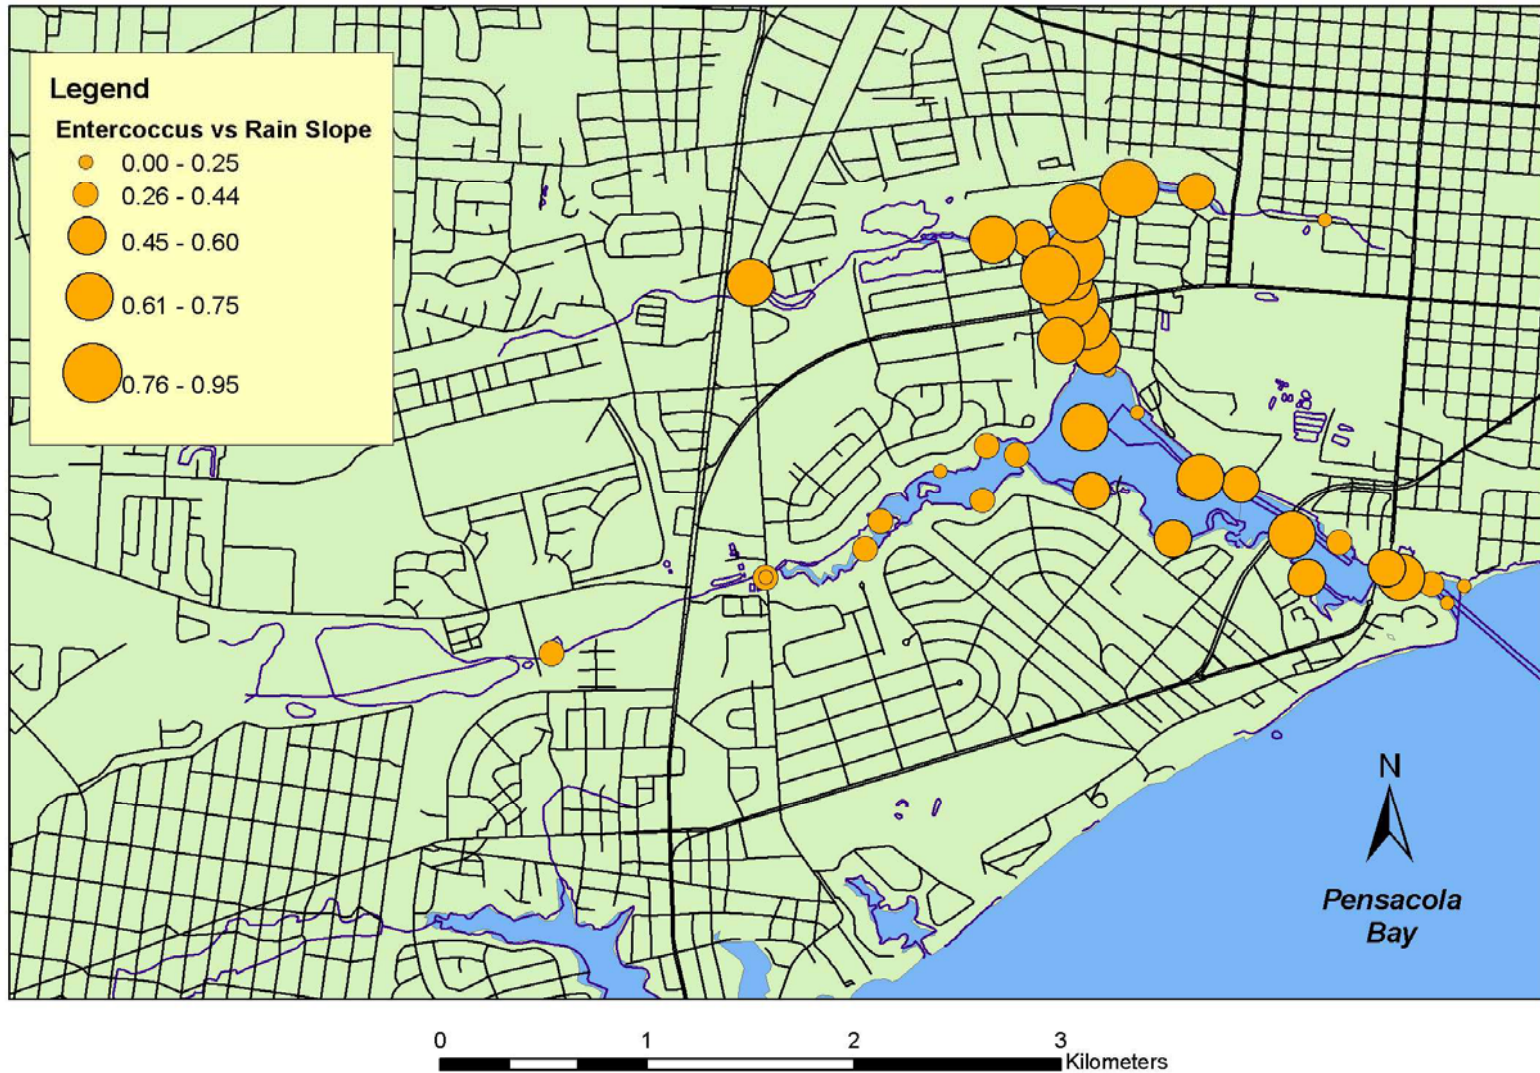 Legend
Entercoccus vs Rain Slope
0.00 - 0.25
0.26 - 0.44
0.45 - 0.60
0.61 - 0.75
0.76 - 0.95
N
Pensacola
Bay
0 1 2 3
Kilometers